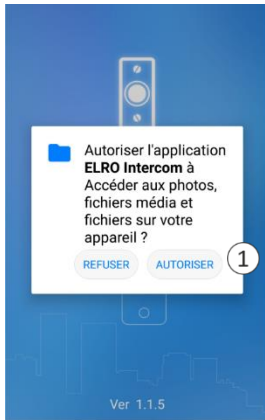 Autoriser l'application
ELRO Intercom à
Accéder aux photos,
fichiers média et
fichiers sur votre
appareil ?
REFUSER AUTORISER 1
Ver 1.1.5